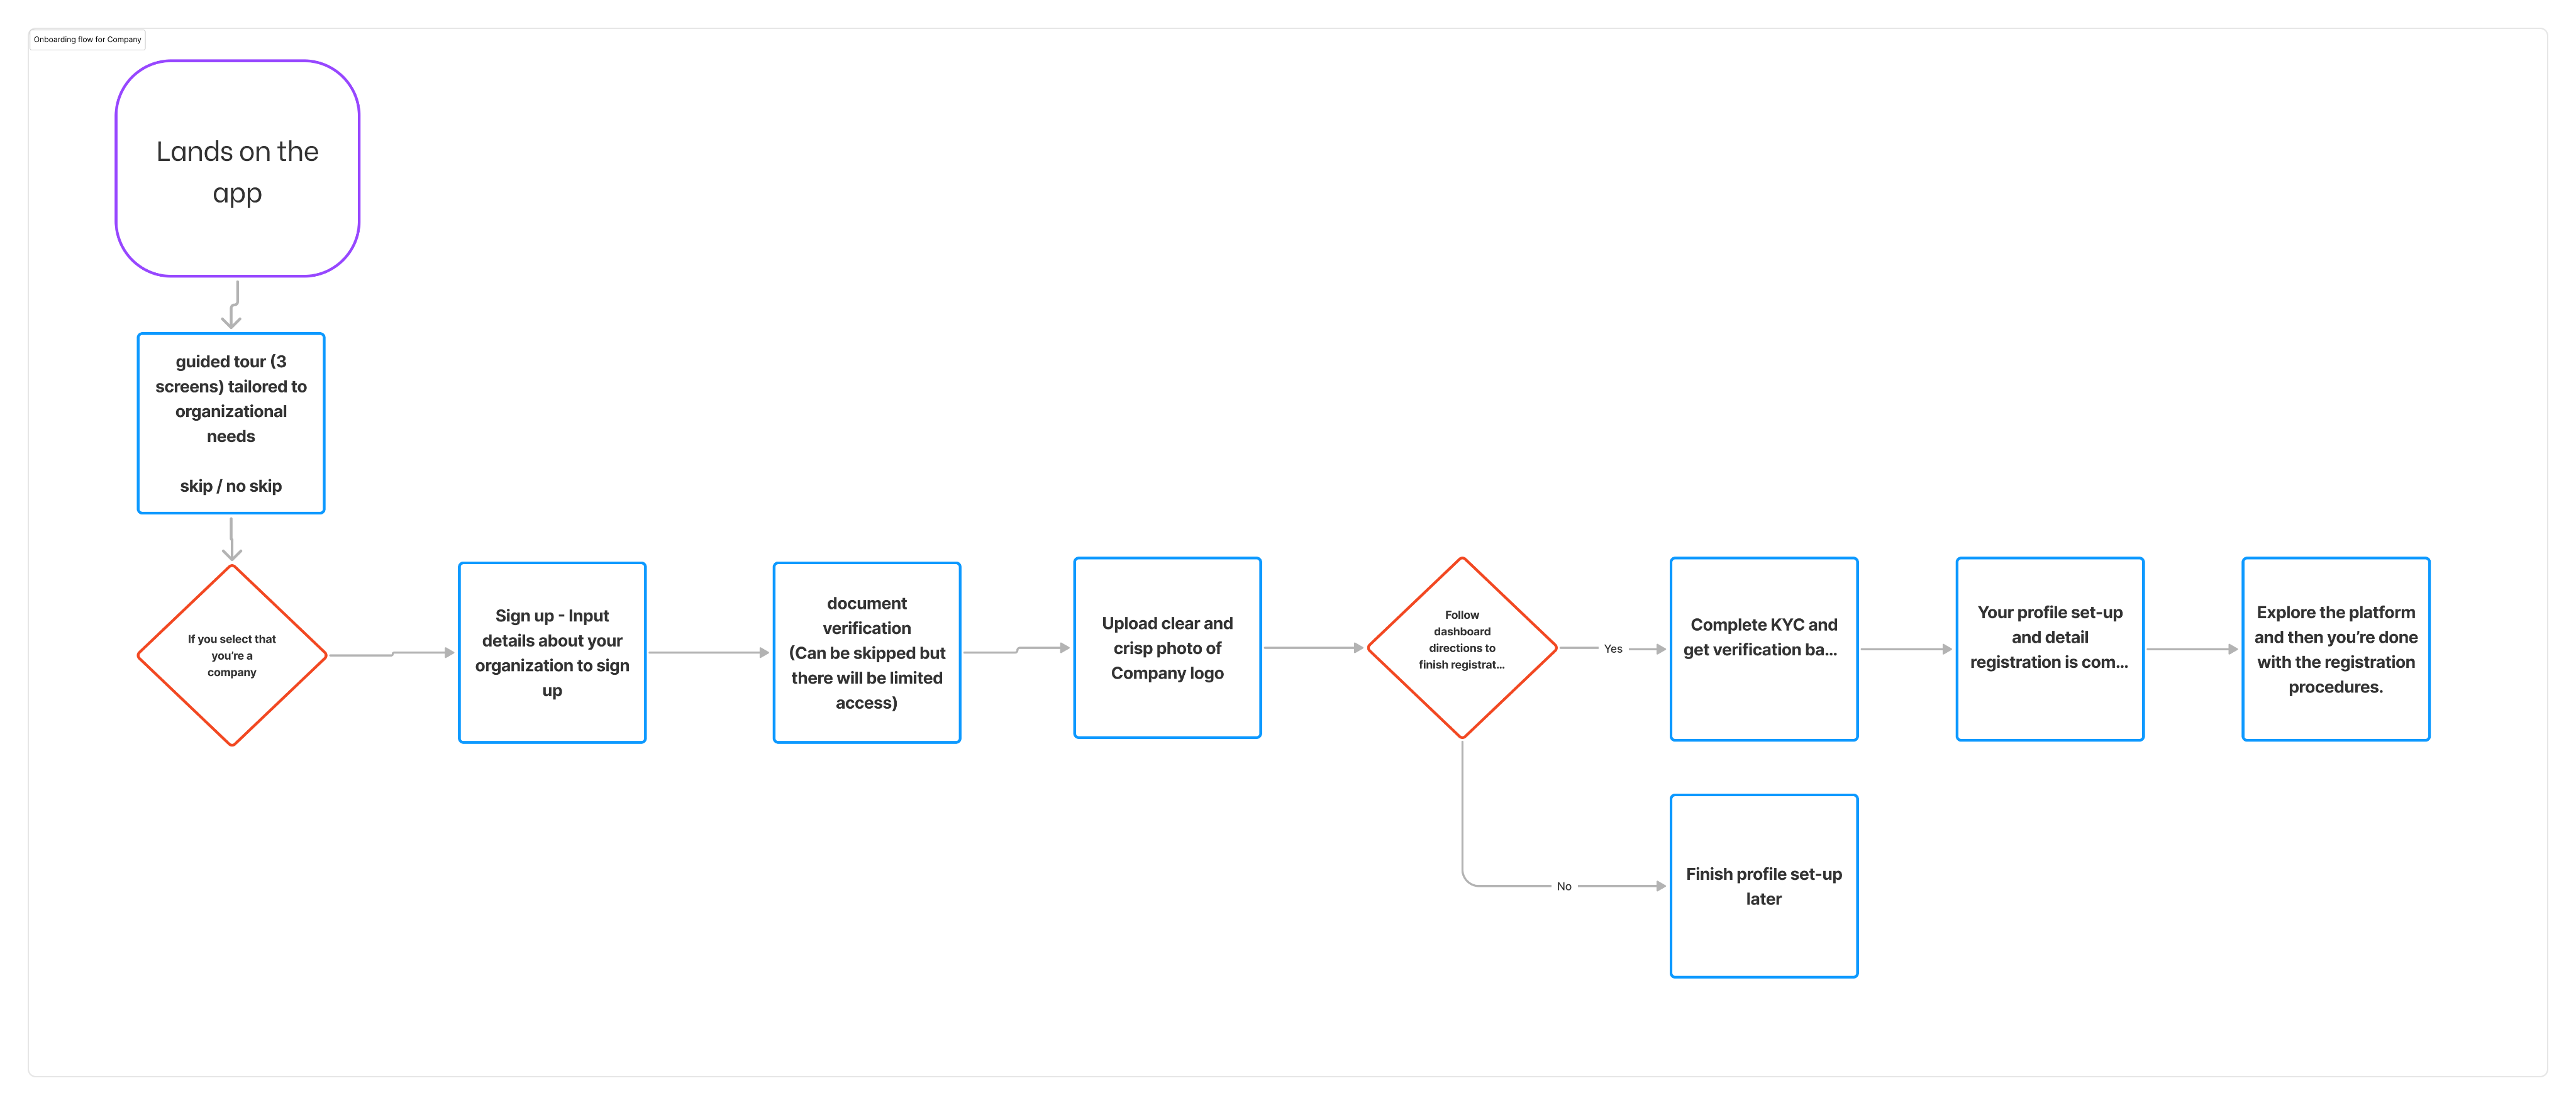 Onboarding flow for Company
Lands on the
app
guided tour (3
screens) tailored to
organizational
needs
skip / no skip
If you select that
you're a
company
Sign up - Input
details about your
organization to sign
up
document
verification
(Can be skipped but
there will be limited
access)
Upload clear and
crisp photo of
Company logo
Follow
dashboard
directions to
finish registrat...
Yes
Complete KYC and
get verification ba...
Your profile set-up
and detail
registration is com...
Explore the platform
and then you’re done
with the registration
procedures.
No
Finish profile set-up
later